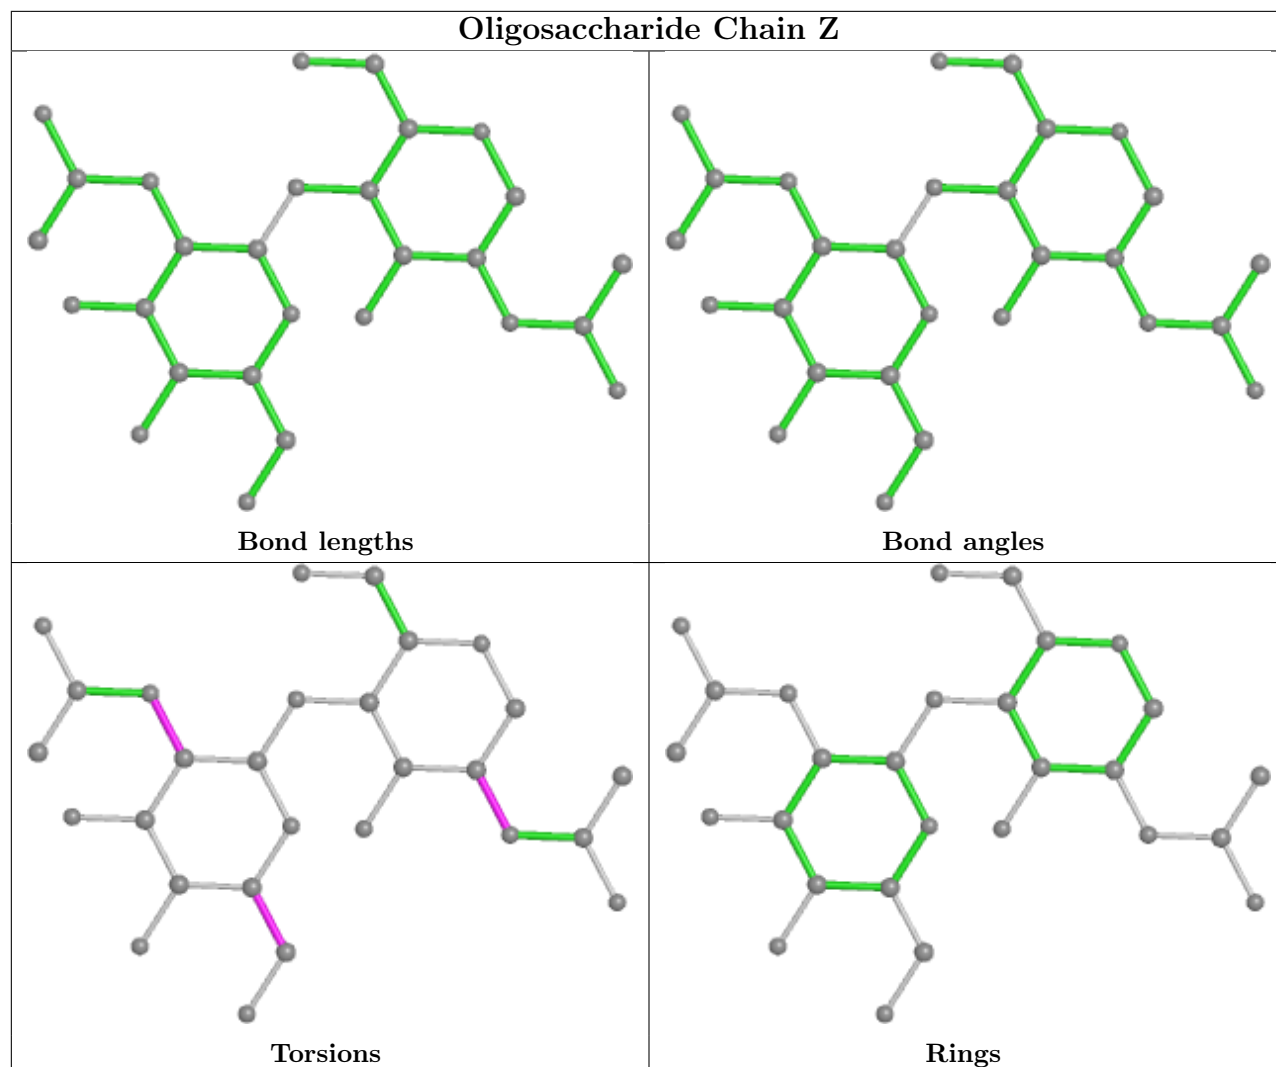 Oligosaccharide Chain Z
Bond lengths
Bond angles
Torsions
Rings